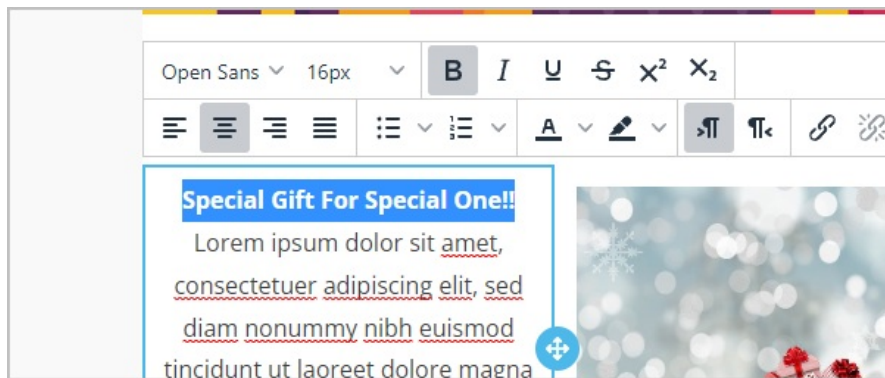 Open Sans 16px B I U S X² X₂
A
Special Gift For Special One!!
Lorem ipsum dolor sit amet,
consectetuer adipiscing elit, sed
diam nonummy nibh euismod
tincidunt ut laoreet dolore magna